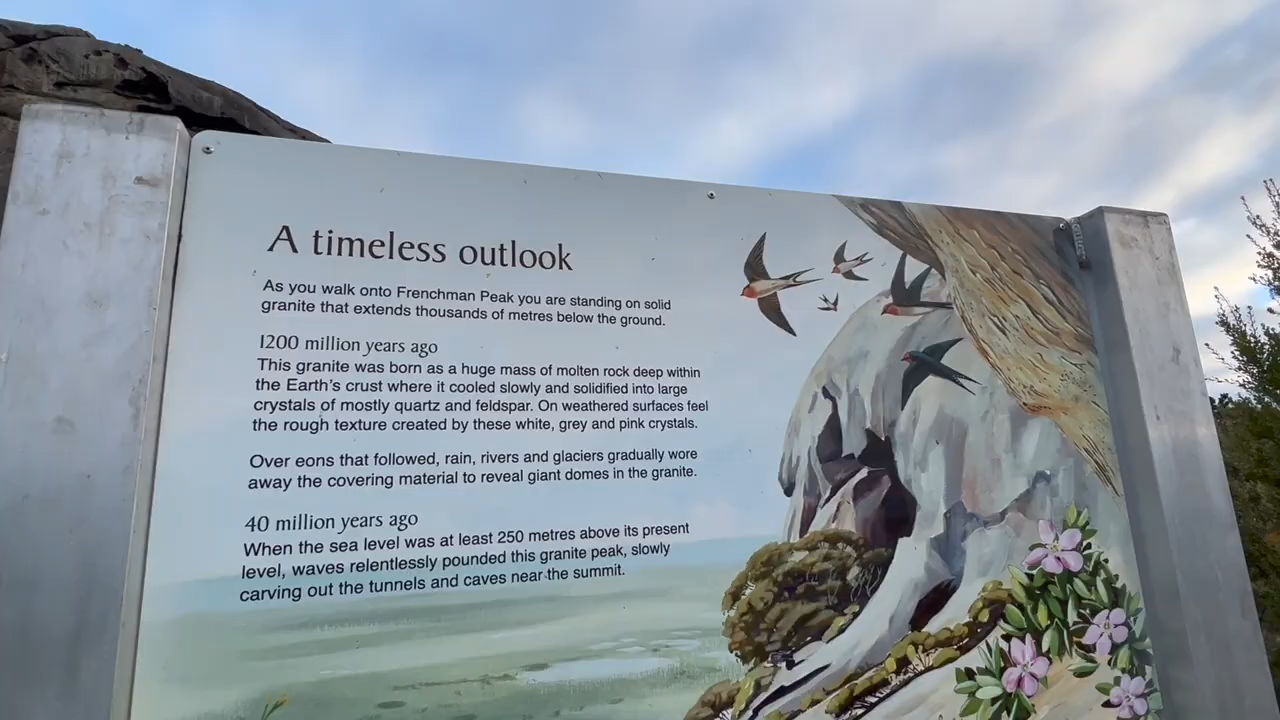 A timeless outlook
As you walk onto Frenchman Peak you are standing on solid
granite that extends thousands of metres below the ground.
1200 million years ago
This granite was born as a huge mass of molten rock deep within
the Earth's crust where it cooled slowly and solidified into large
crystals of mostly quartz and feldspar. On weathered surfaces feel
the rough texture created by these white, grey and pink crystals.
Over eons that followed, rain, rivers and glaciers gradually wore
away the covering material to reveal giant domes in the granite.
40 million years ago
When the sea level was at least 250 metres above its present
level, waves relentlessly pounded this granite peak, slowly
carving out the tunnels and caves near the summit.